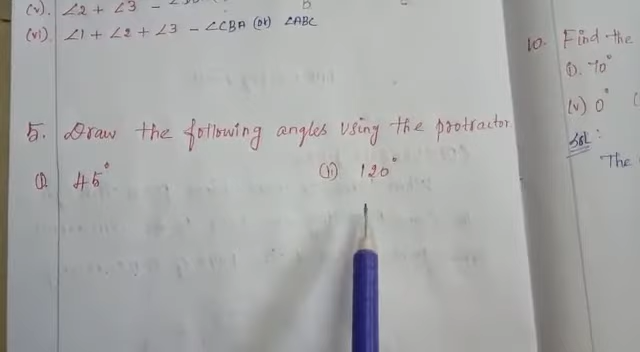 (v). ∠2 + ∠3 -
(vi). ∠1 + ∠2 + ∠3 - ∠CBA (or) ∠ABC
5. Draw the following angles using the protractor.
(i) 45° (ii) 120°
10. Find the
(i). 70°
(v) 0°
Sol:
The